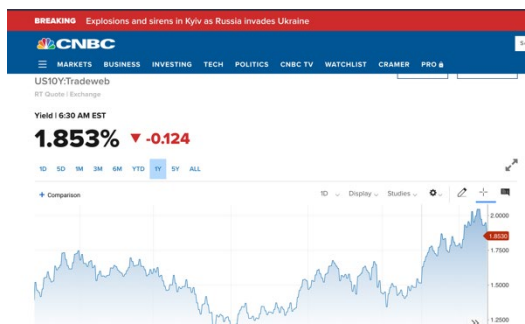 BREAKING Explosions and sirens in Kyiv as Russia invades Ukraine
CNBC
MARKETS BUSINESS INVESTING TECH POLITICS CNBC TV WATCHLIST CRAMER PRO
US10Y:Tradeweb
RT Quote | Exchange
Yield | 6:30 AM EST
1.853% ▼ -0.124
1D 5D 1M 3M 6M YTD 1Y 5Y ALL
+ Comparison 1D Display Studies
2.0000
1.8530
1.7500
1.5000
1.2500